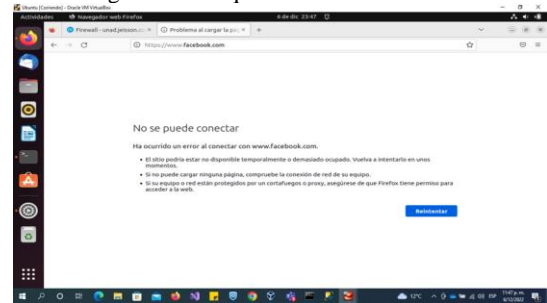 Ubuntu [Corriendo] - Oracle VM VirtualBox
Actividades Navegador web Firefox 6 de dic 23:47
Firewall - unad.jenson.co Problema al cargar la pág
https://www.facebook.com
No se puede conectar
Ha ocurrido un error al conectar con www.facebook.com.
• El sitio podría estar no disponible temporalmente o demasiado ocupado. Vuelva a intentarlo en unos
momentos.
• Si no puede cargar ninguna página, compruebe la conexión de red de su equipo.
• Si su equipo o red están protegidos por un cortafuegos o proxy, asegúrese de que Firefox tiene permiso para
acceder a la web.
Reintentar
12°C ESP 11:47 p. m.
6/12/2022